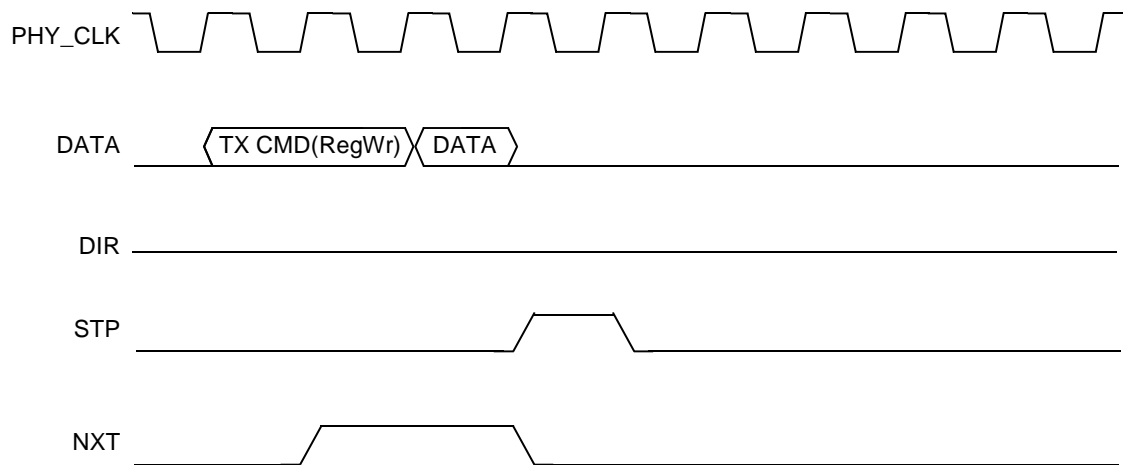 PHY_CLK
DATA
TX CMD(RegWr)
DATA
DIR
STP
NXT